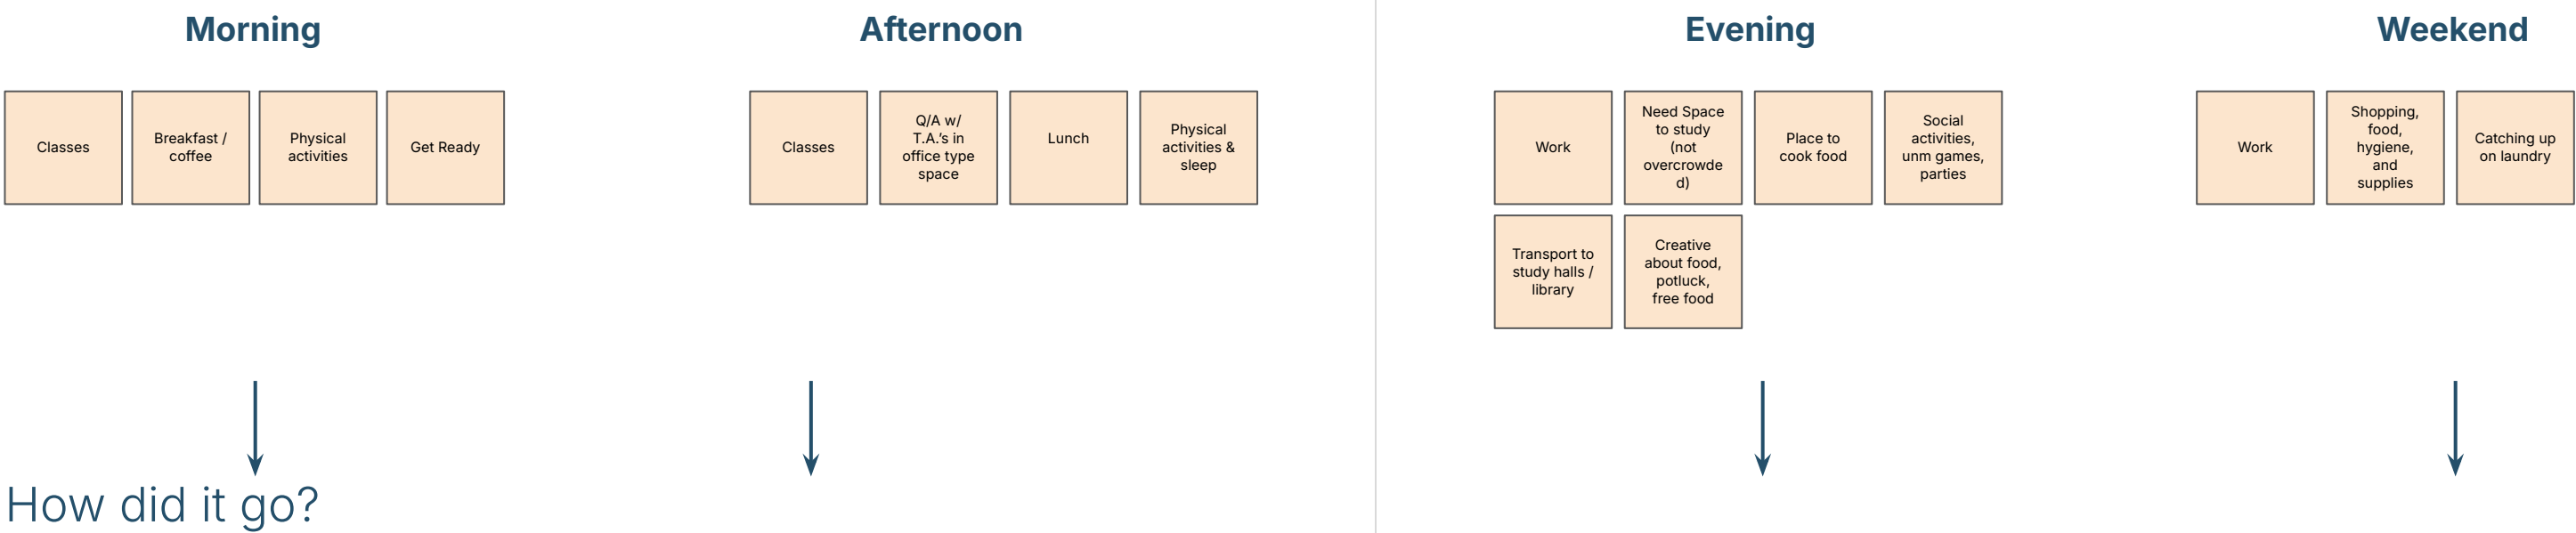 Morning
Classes
Breakfast /
coffee
Physical
activities
Get Ready
Afternoon
Classes
Q/A w/
T.A.’s in
office type
space
Lunch
Physical
activities &
sleep
Evening
Work
Need Space
to study
(not
overcrowde
d)
Place to
cook food
Social
activities,
unm games,
parties
Transport to
study halls /
library
Creative
about food,
potluck,
free food
Weekend
Work
Shopping,
food,
hygiene,
and
supplies
Catching up
on laundry
How did it go?